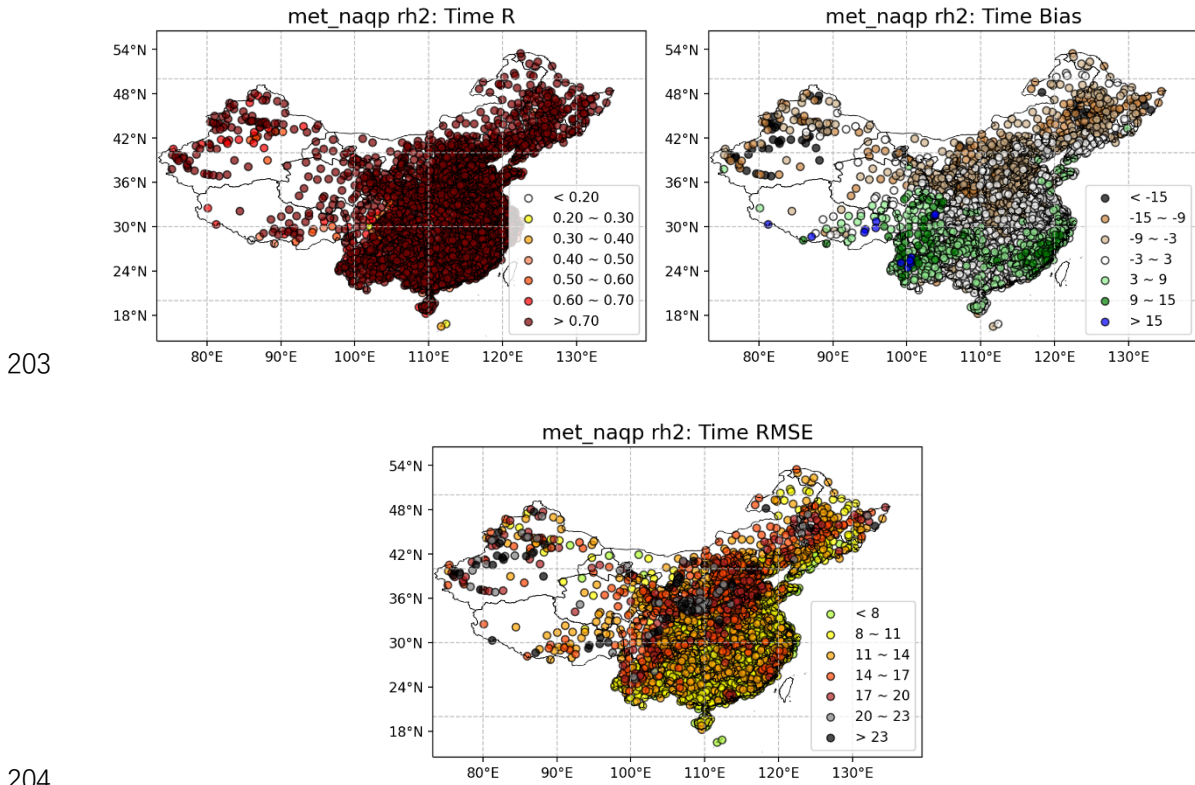 met_naqp rh2: Time R
54°N
48°N
42°N
36°N
30°N
24°N
18°N
80°E 90°E 100°E 110°E 120°E 130°E
< 0.20
0.20 ~ 0.30
0.30 ~ 0.40
0.40 ~ 0.50
0.50 ~ 0.60
0.60 ~ 0.70
> 0.70
met_naqp rh2: Time Bias
54°N
48°N
42°N
36°N
30°N
24°N
18°N
80°E 90°E 100°E 110°E 120°E 130°E
< -15
-15 ~ -9
-9 ~ -3
-3 ~ 3
3 ~ 9
9 ~ 15
> 15
203
met_naqp rh2: Time RMSE
54°N
48°N
42°N
36°N
30°N
24°N
18°N
80°E 90°E 100°E 110°E 120°E 130°E
< 8
8 ~ 11
11 ~ 14
14 ~ 17
17 ~ 20
20 ~ 23
> 23
204